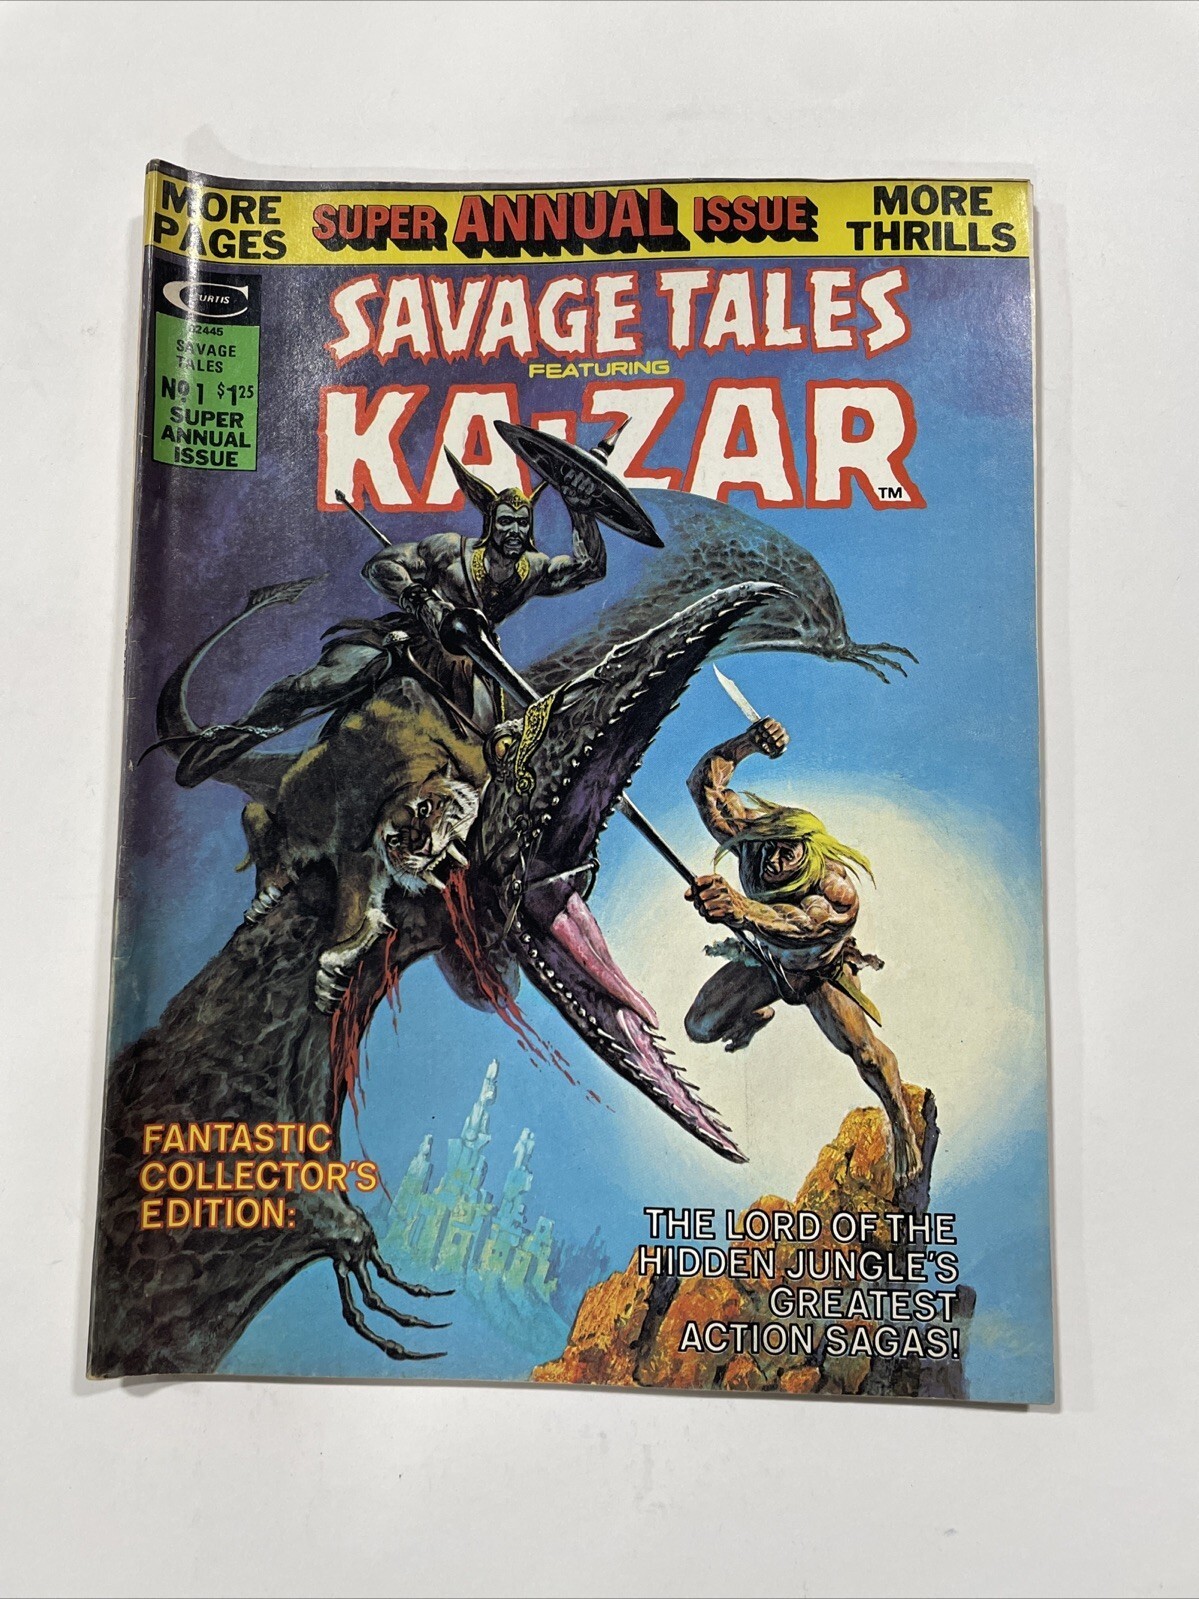 MORE
PAGES
SUPER ANNUAL ISSUE
MORE
THRILLS
CURTIS
02445
SAVAGE
TALES
Nº1 $1.25
SUPER
ANNUAL
ISSUE
SAVAGE TALES
FEATURING
KA-ZAR
TM
FANTASTIC
COLLECTOR'S
EDITION:
THE LORD OF THE
HIDDEN JUNGLE'S
GREATEST
ACTION SAGAS!